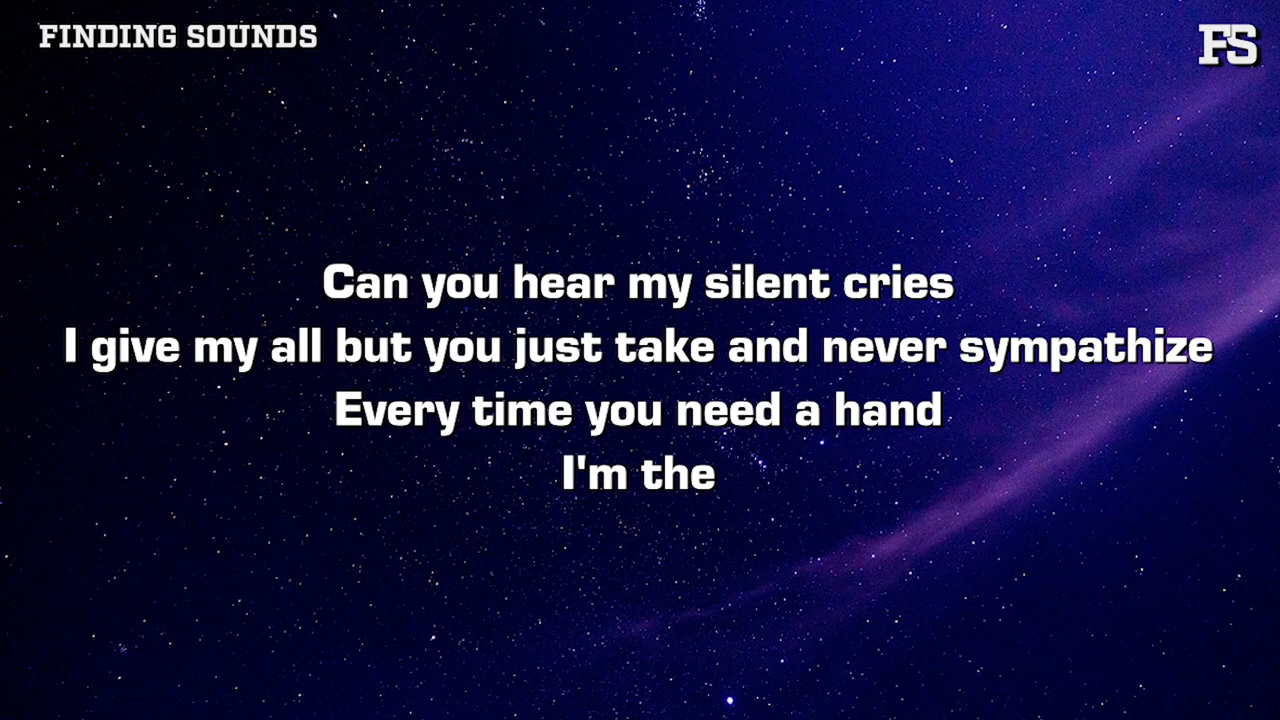 FINDING SOUNDS
FS
Can you hear my silent cries
I give my all but you just take and never sympathize
Every time you need a hand
I'm the